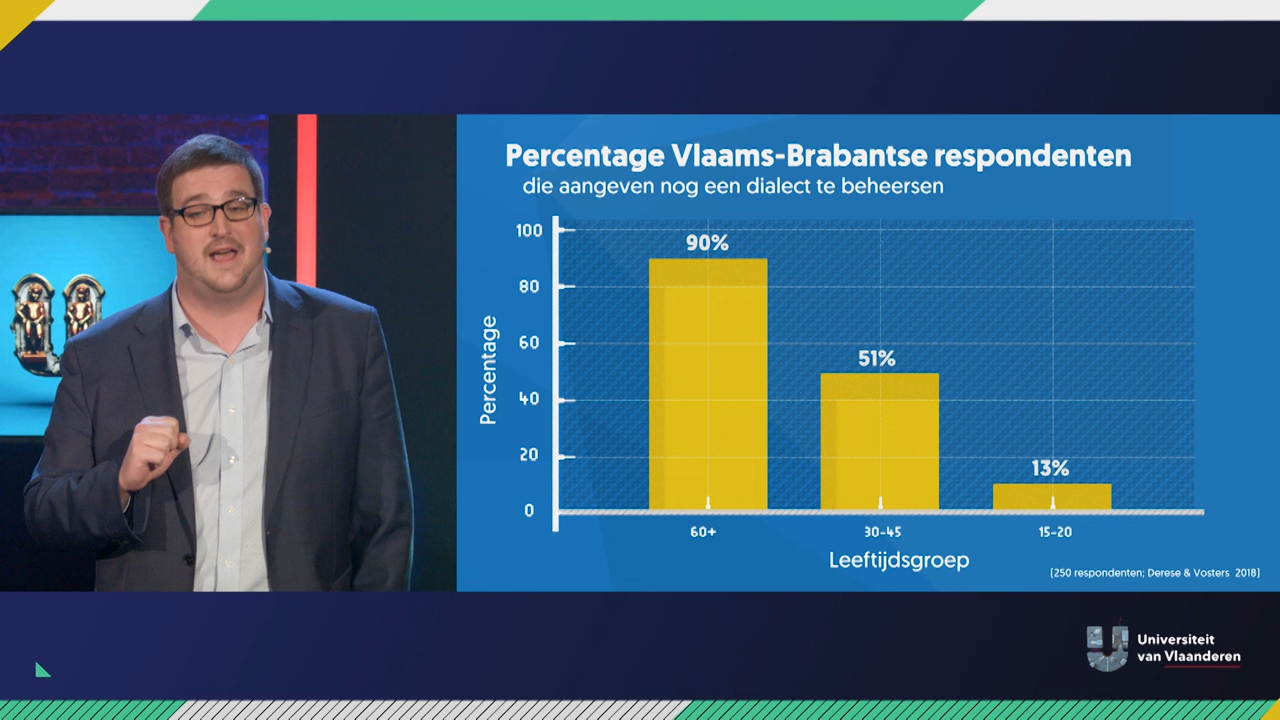 Percentage Vlaams-Brabantse respondenten
die aangeven nog een dialect te beheersen
Percentage
100
80
60
40
20
0
90%
51%
13%
60+
30-45
15-20
Leeftijdsgroep
(250 respondenten; Derese & Vosters 2018)
Universiteit
van Vlaanderen